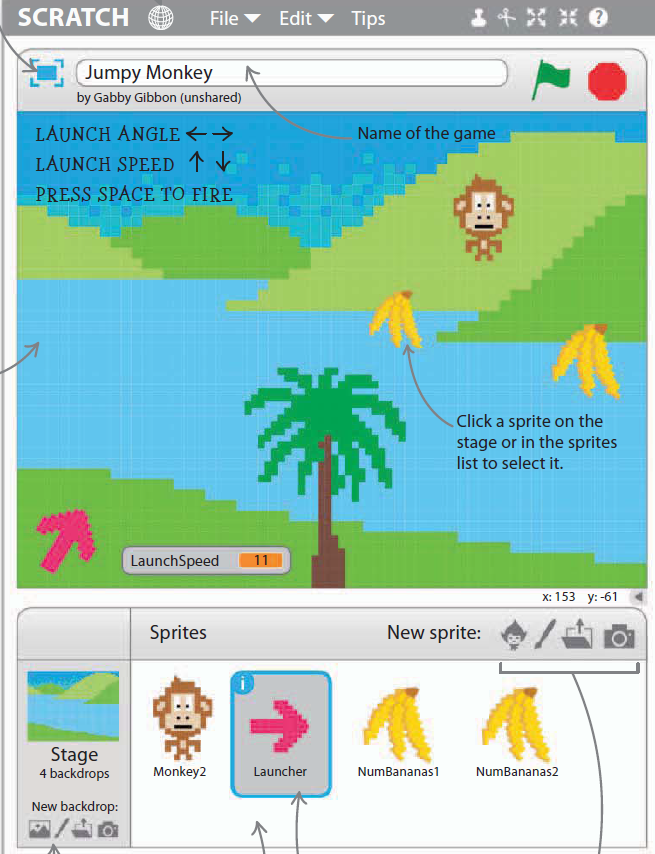 SCRATCH File Edit Tips ?
Jumpy Monkey
by Gabby Gibbon (unshared)
LAUNCH ANGLE ← →
Name of the game
LAUNCH SPEED ↑ ↓
PRESS SPACE TO FIRE
Click a sprite on the
stage or in the sprites
list to select it.
LaunchSpeed 11
x: 153 y: -61
Sprites New sprite:
i
Stage
4 backdrops
Monkey2 Launcher NumBananas1 NumBananas2
New backdrop: